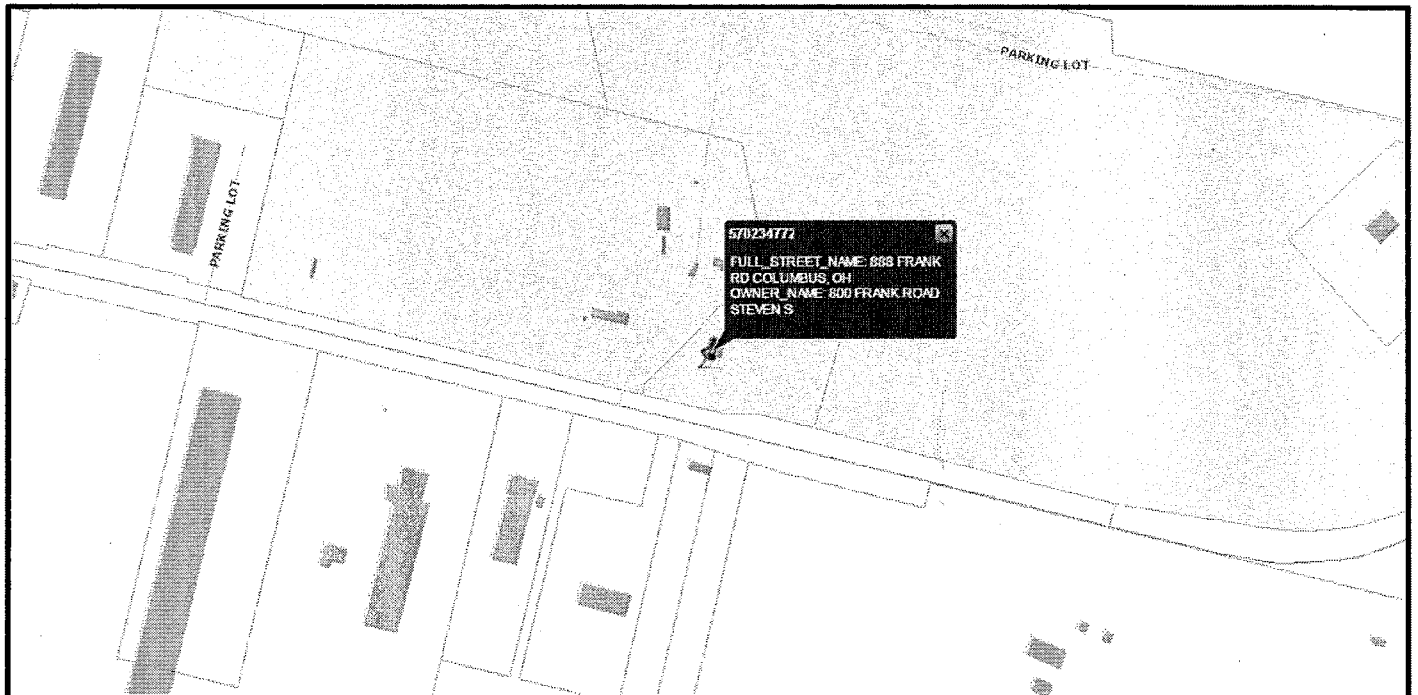 PARKING LOT
PARKING LOT
570234772
FULL_STREET_NAME: 888 FRANK
RD COLUMBUS, OH
OWNER_NAME: 800 FRANK ROAD
STEVEN S